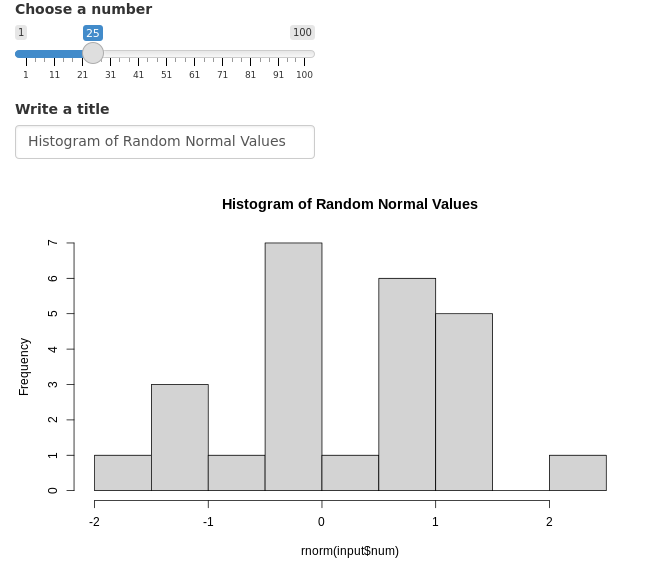 Choose a number
1 25 100
1 11 21 31 41 51 61 71 81 91 100
Write a title
Histogram of Random Normal Values
Histogram of Random Normal Values
7
6
5
4
3
2
1
0
Frequency
-2 -1 0 1 2
rnorm(input$num)